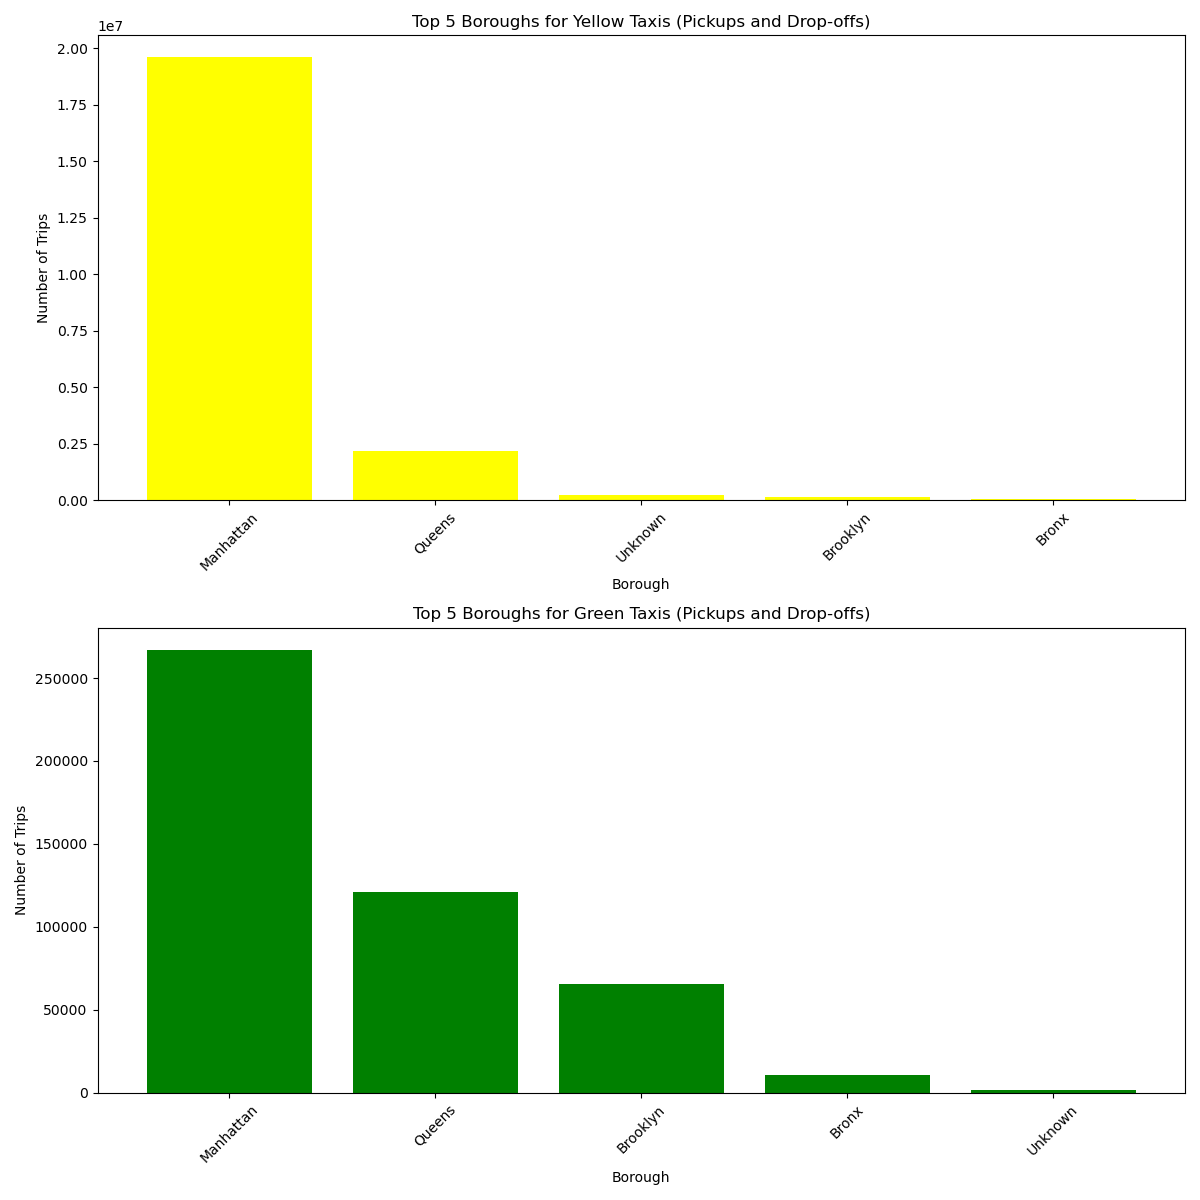 Top 5 Boroughs for Yellow Taxis (Pickups and Drop-offs)
1e7
2.00
1.75
1.50
1.25
1.00
0.75
0.50
0.25
0.00
Number of Trips
Manhattan
Queens
Unknown
Brooklyn
Bronx
Borough
Top 5 Boroughs for Green Taxis (Pickups and Drop-offs)
250000
200000
150000
100000
50000
0
Number of Trips
Manhattan
Queens
Brooklyn
Bronx
Unknown
Borough